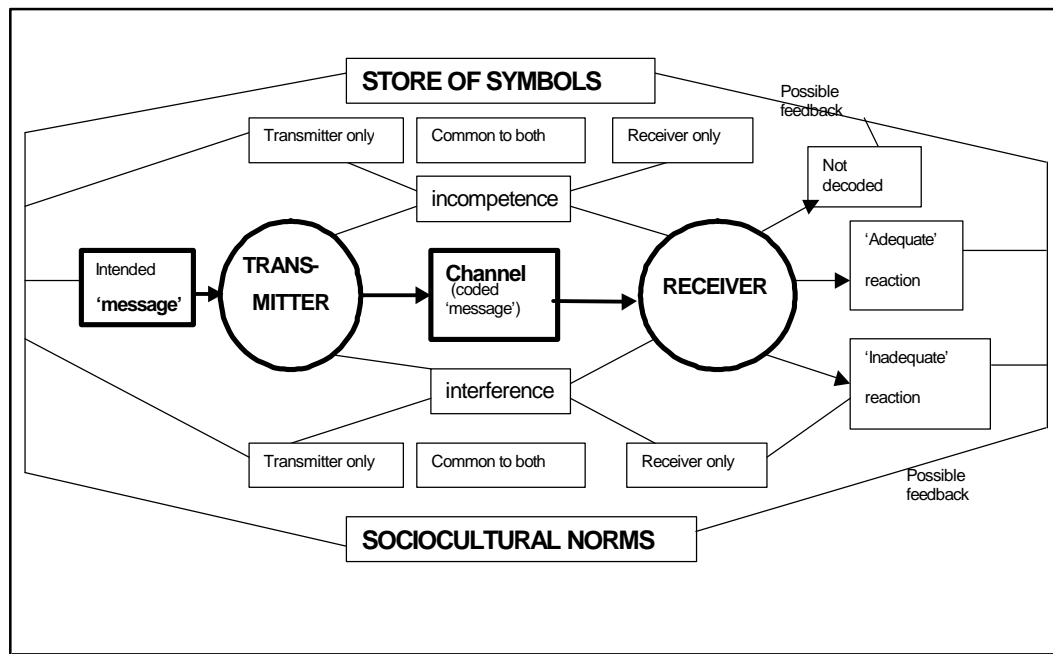 STORE OF SYMBOLS
Possible
feedback
Transmitter only
Common to both
Receiver only
Not
decoded
incompetence
Intended
‘message’
TRANS-
MITTER
Channel
(coded
‘message’)
RECEIVER
‘Adequate’
reaction
‘Inadequate’
reaction
interference
Transmitter only
Common to both
Receiver only
Possible
feedback
SOCIOCULTURAL NORMS